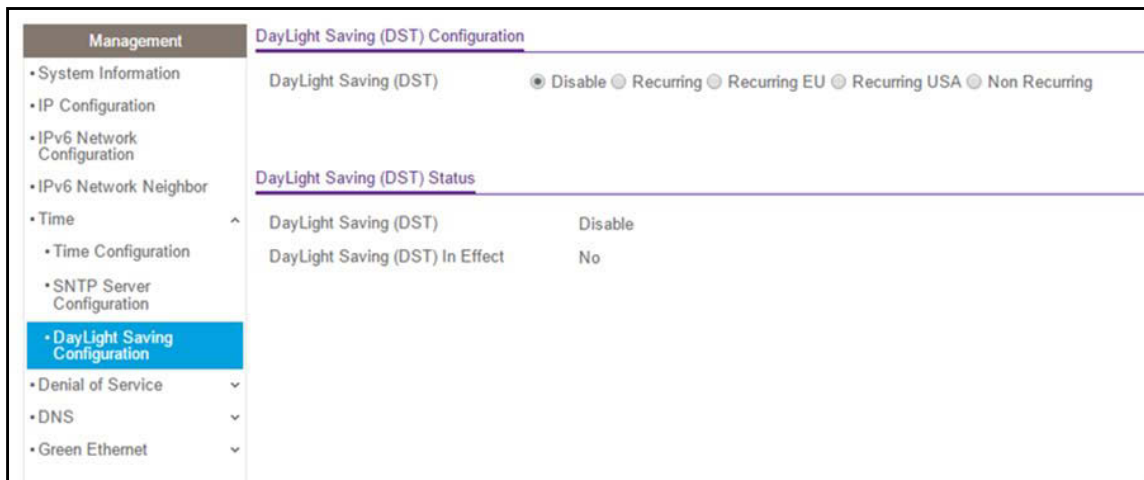 Management
• System Information
• IP Configuration
• IPv6 Network
Configuration
• IPv6 Network Neighbor
• Time
• Time Configuration
• SNTP Server
Configuration
• DayLight Saving
Configuration
• Denial of Service
• DNS
• Green Ethernet
DayLight Saving (DST) Configuration
DayLight Saving (DST) Disable Recurring Recurring EU Recurring USA Non Recurring
DayLight Saving (DST) Status
DayLight Saving (DST) Disable
DayLight Saving (DST) In Effect No